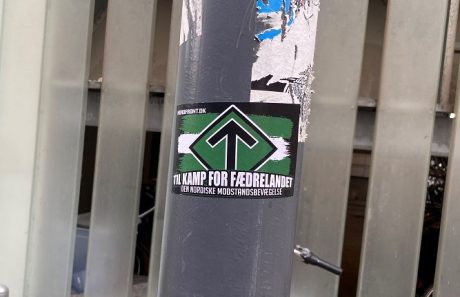 NORDFRONT.DK
TIL KAMP FOR FÆDRELANDET
DEN NORDISKE MODSTANDSBEVÆGELSE